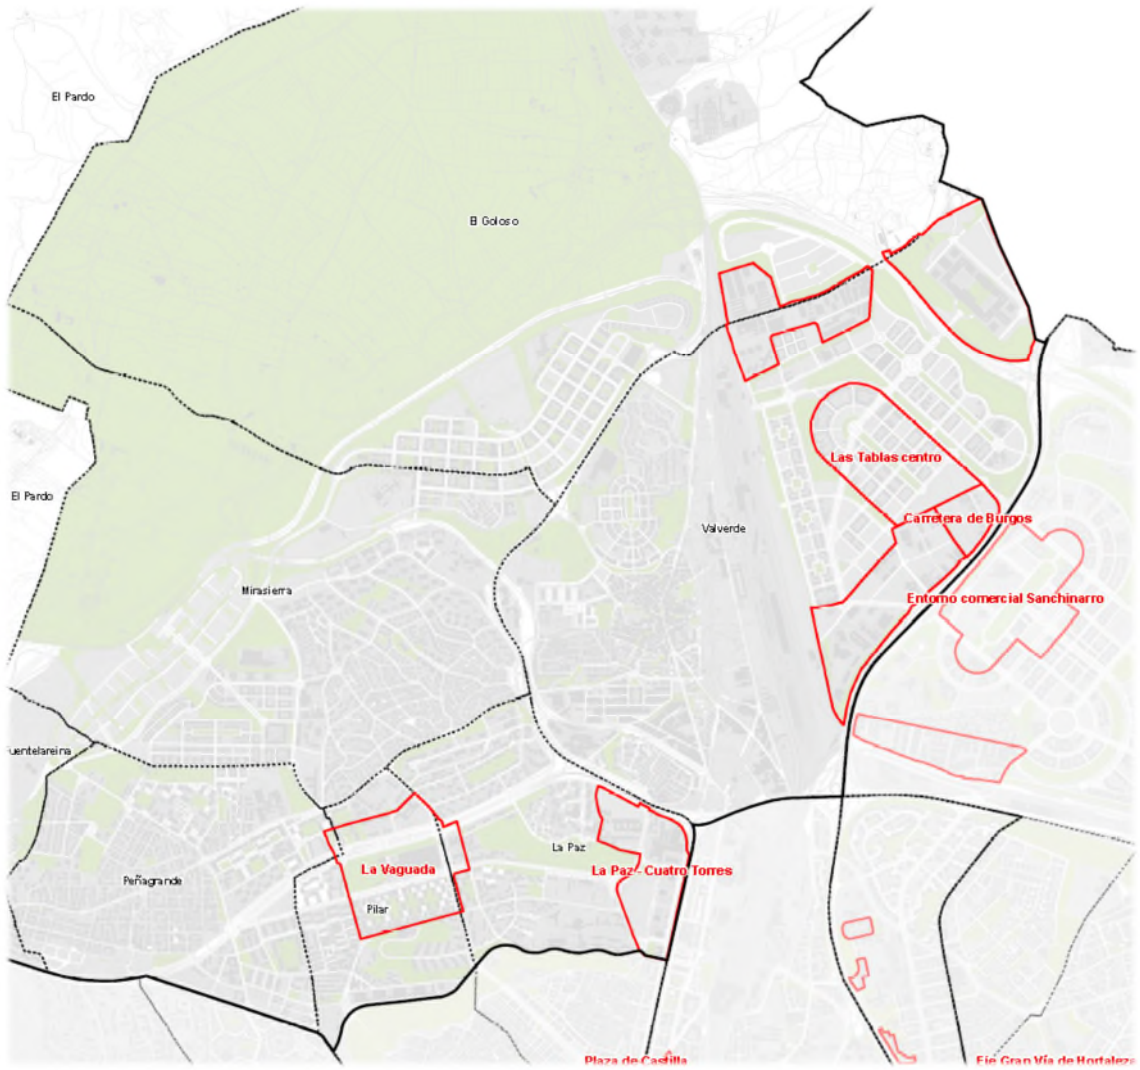 El Pardo
El Goloso
Las Tablas centro
El Pardo
Carretera de Burgos
Valverde
Mirasierra
Entorno comercial Sanchinarro
uentelareina
La Paz
La Vaguada
La Paz - Cuatro Torres
Peñagrande
Pilar
Plaza de Castilla
Eje Gran Vía de Hortaleza